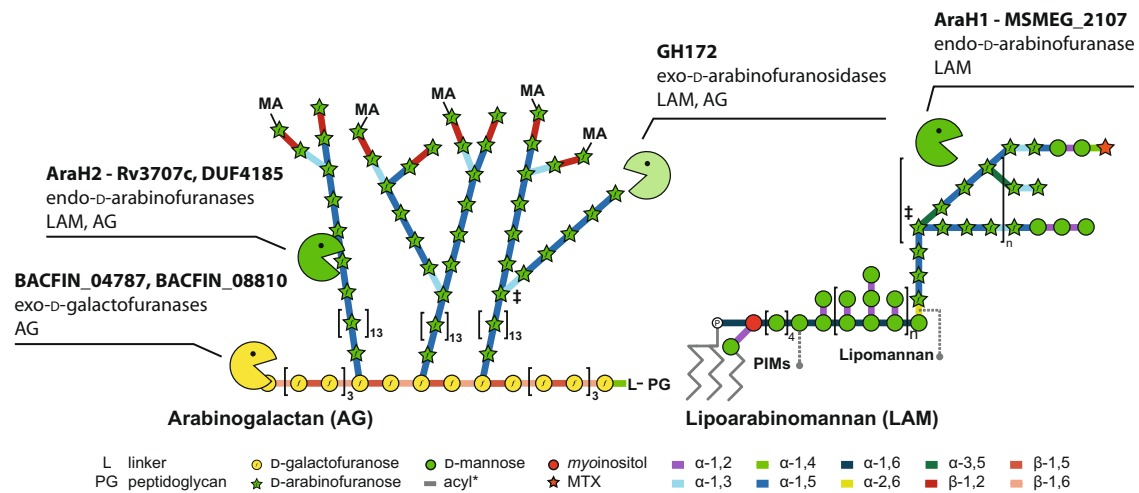 AraH1 - MSMEG_2107
endo-D-arabinofuranase
LAM
GH172
exo-D-arabinofuranosidases
LAM, AG
MA
MA
MA
MA
MA
AraH2 - Rv3707c, DUF4185
endo-D-arabinofuranases
LAM, AG
BACFIN_04787, BACFIN_08810
exo-D-galactofuranases
AG
‡
n
‡
13
13
13
P
4
n
PIMs
Lipomannan
3
3
L– PG
Arabinogalactan (AG)
Lipoarabinomannan (LAM)
L linker
PG peptidoglycan
f D-galactofuranose
f D-arabinofuranose
D-mannose
acyl*
myoinositol
MTX
α-1,2
α-1,3
α-1,4
α-1,5
α-1,6
α-2,6
α-3,5
β-1,2
β-1,5
β-1,6